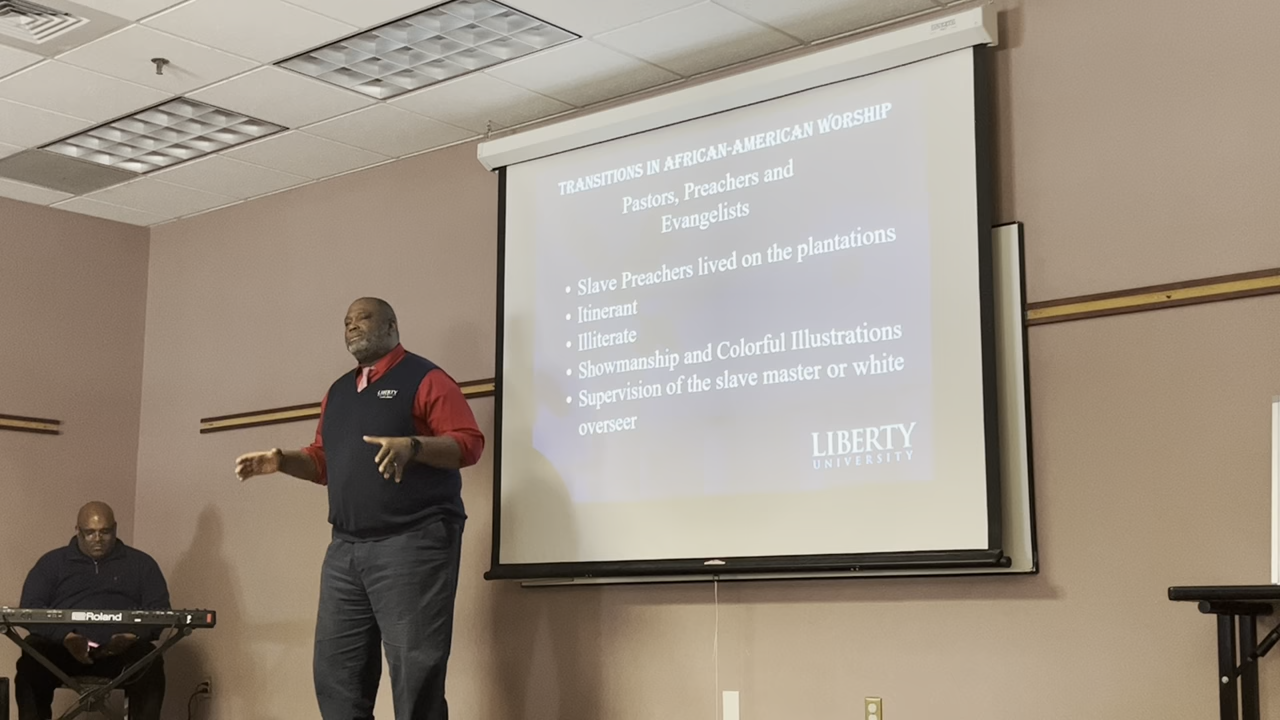 TRANSITIONS IN AFRICAN-AMERICAN WORSHIP
Pastors, Preachers and
Evangelists
• Slave Preachers lived on the plantations
• Itinerant
• Illiterate
• Showmanship and Colorful Illustrations
• Supervision of the slave master or white
overseer
LIBERTY
UNIVERSITY
LIBERTY
Roland